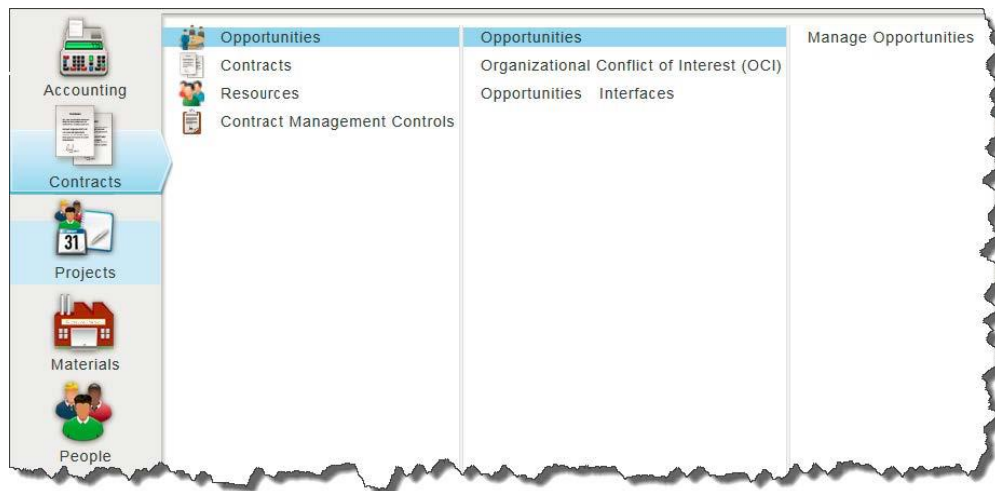 Accounting
Contracts
31
Projects
Materials
People
Opportunities
Contracts
Resources
Contract Management Controls
Opportunities
Organizational Conflict of Interest (OCI)
Opportunities Interfaces
Manage Opportunities